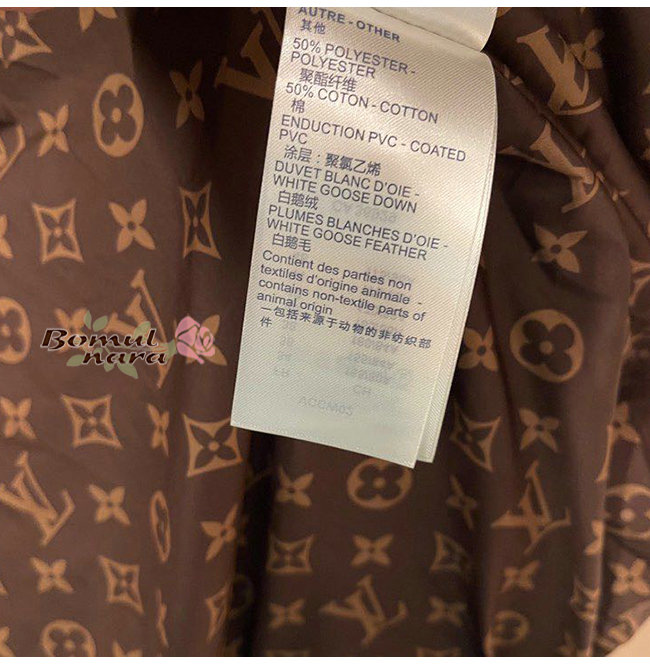 AUTRE - OTHER
其他
50% POLYESTER -
POLYESTER
聚酯纤维
50% COTON - COTTON
棉
ENDUCTION PVC - COATED
PVC
涂层：聚氯乙烯
DUVET BLANC D'OIE -
WHITE GOOSE DOWN
白鹅绒
PLUMES BLANCHES D'OIE -
WHITE GOOSE FEATHER
白鹅毛
Contient des parties non
textiles d'origine animale -
contains non-textile parts of
animal origin
一包括来源于动物的非纺织部
件
Bomul
nara